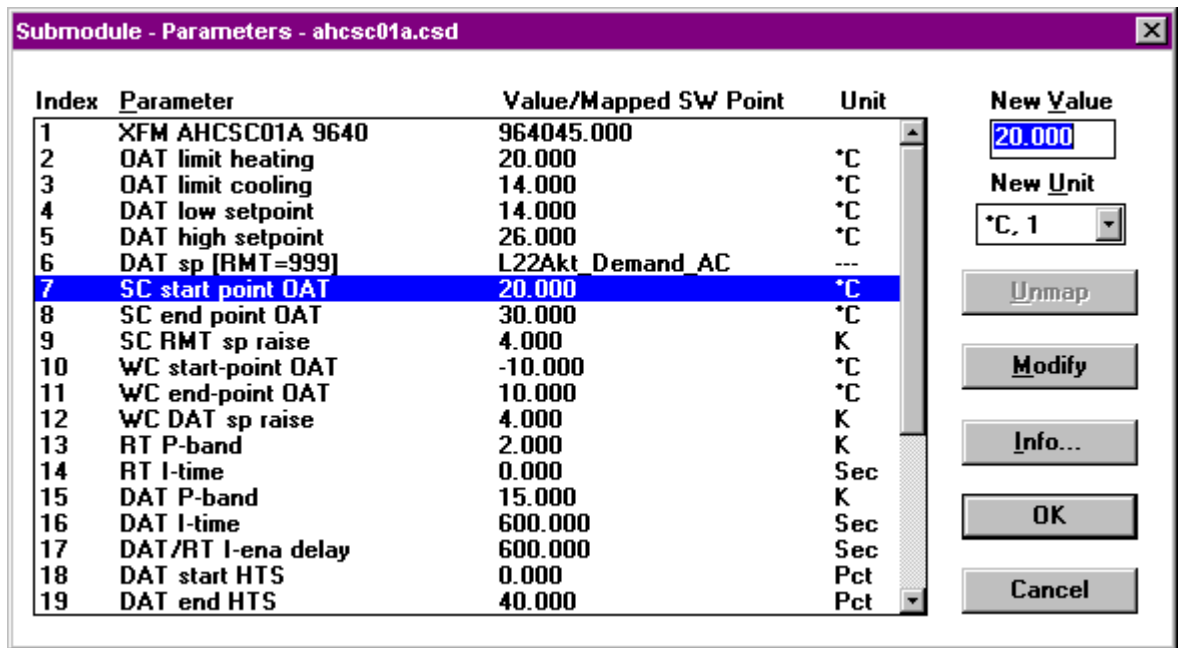 Submodule - Parameters - ahcsc01a.csd
Index Parameter Value/Mapped SW Point Unit
1 XFM AHCSC01A 9640 964045.000
2 OAT limit heating 20.000 °C
3 OAT limit cooling 14.000 °C
4 DAT low setpoint 14.000 °C
5 DAT high setpoint 26.000 °C
6 DAT sp [RMT=999] L22Akt_Demand_AC ---
7 SC start point OAT 20.000 °C
8 SC end point OAT 30.000 °C
9 SC RMT sp raise 4.000 K
10 WC start-point OAT -10.000 °C
11 WC end-point OAT 10.000 °C
12 WC DAT sp raise 4.000 K
13 RT P-band 2.000 K
14 RT I-time 0.000 Sec
15 DAT P-band 15.000 K
16 DAT I-time 600.000 Sec
17 DAT/RT I-ena delay 600.000 Sec
18 DAT start HTS 0.000 Pct
19 DAT end HTS 40.000 Pct
New Value
20.000
New Unit
°C, 1
Unmap
Modify
Info...
OK
Cancel